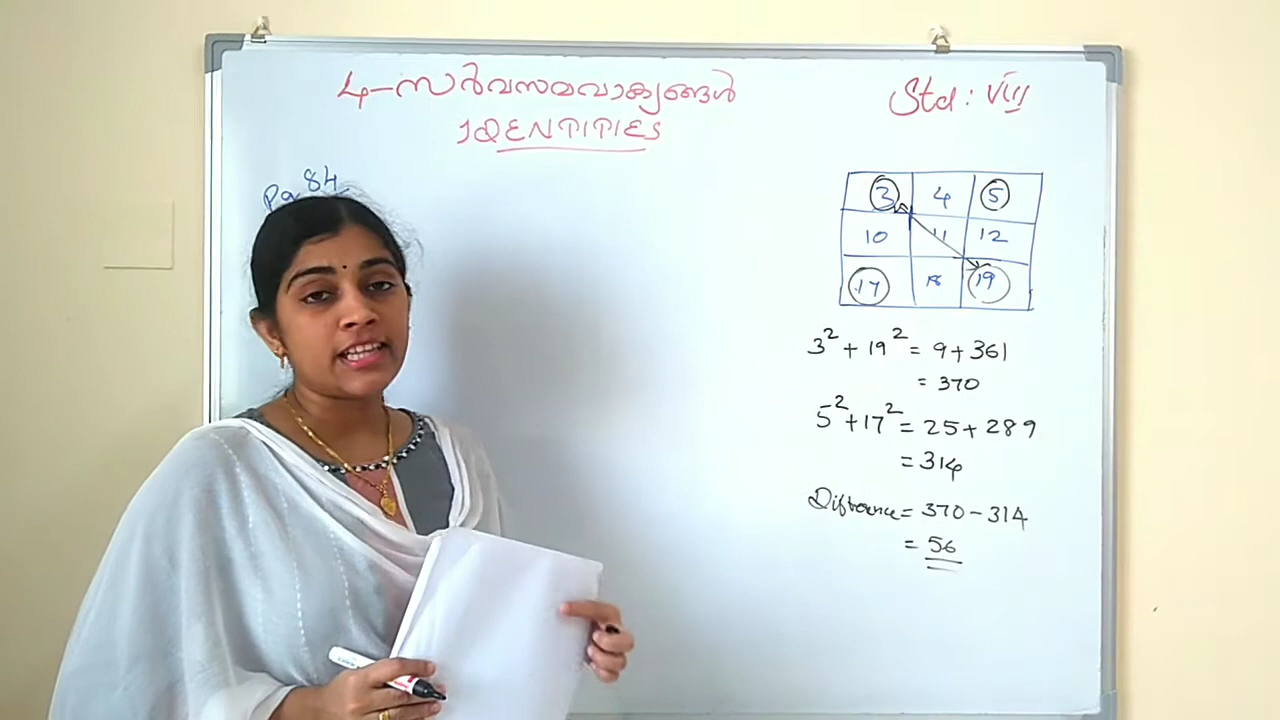 4-സർവസമവാക്യങ്ങൾ
IDENTITIES
Std: VIII
Pg 84
3 4 5
10 11 12
17 18 19
3² + 19² = 9 + 361
= 370
5² + 17² = 25 + 289
= 314
Difference = 370 - 314
= 56